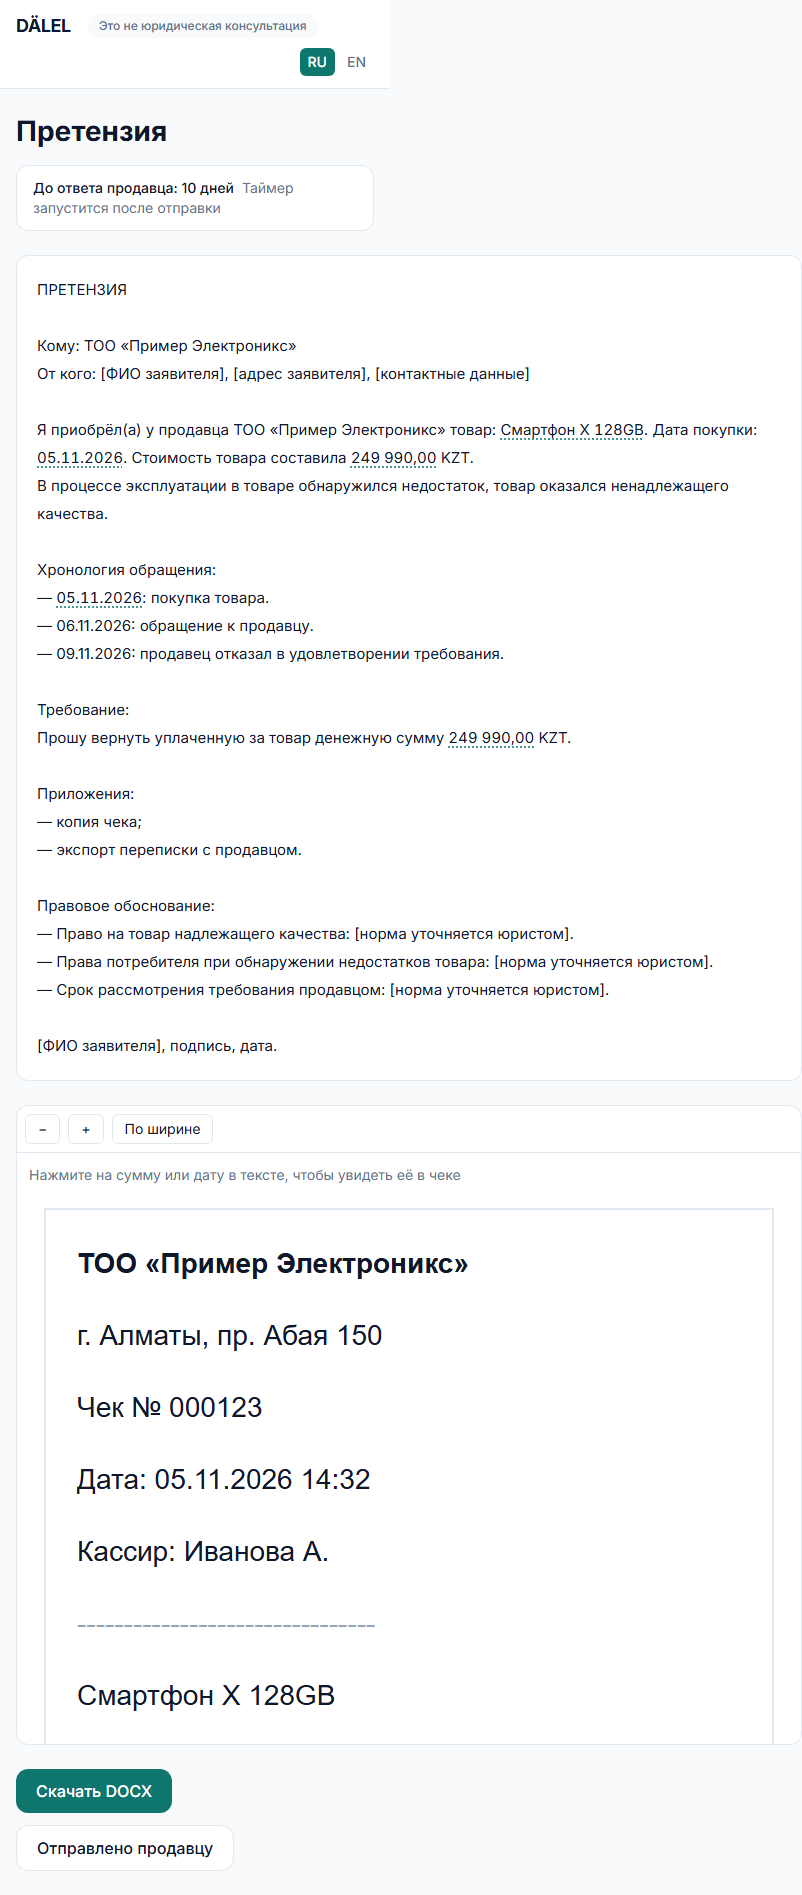 DÄLEL
Это не юридическая консультация
RU
EN
Претензия
До ответа продавца: 10 дней Таймер
запустится после отправки
ПРЕТЕНЗИЯ
Кому: ТОО «Пример Электроникс»
От кого: [ФИО заявителя], [адрес заявителя], [контактные данные]
Я приобрёл(а) у продавца ТОО «Пример Электроникс» товар: Смартфон X 128GB. Дата покупки:
05.11.2026. Стоимость товара составила 249 990,00 KZT.
В процессе эксплуатации в товаре обнаружился недостаток, товар оказался ненадлежащего
качества.
Хронология обращения:
— 05.11.2026: покупка товара.
— 06.11.2026: обращение к продавцу.
— 09.11.2026: продавец отказал в удовлетворении требования.
Требование:
Прошу вернуть уплаченную за товар денежную сумму 249 990,00 KZT.
Приложения:
— копия чека;
— экспорт переписки с продавцом.
Правовое обоснование:
— Право на товар надлежащего качества: [норма уточняется юристом].
— Права потребителя при обнаружении недостатков товара: [норма уточняется юристом].
— Срок рассмотрения требования продавцом: [норма уточняется юристом].
[ФИО заявителя], подпись, дата.
−
+
По ширине
Нажмите на сумму или дату в тексте, чтобы увидеть её в чеке
ТОО «Пример Электроникс»
г. Алматы, пр. Абая 150
Чек № 000123
Дата: 05.11.2026 14:32
Кассир: Иванова А.
--------------------------------
Смартфон X 128GB
Скачать DOCX
Отправлено продавцу